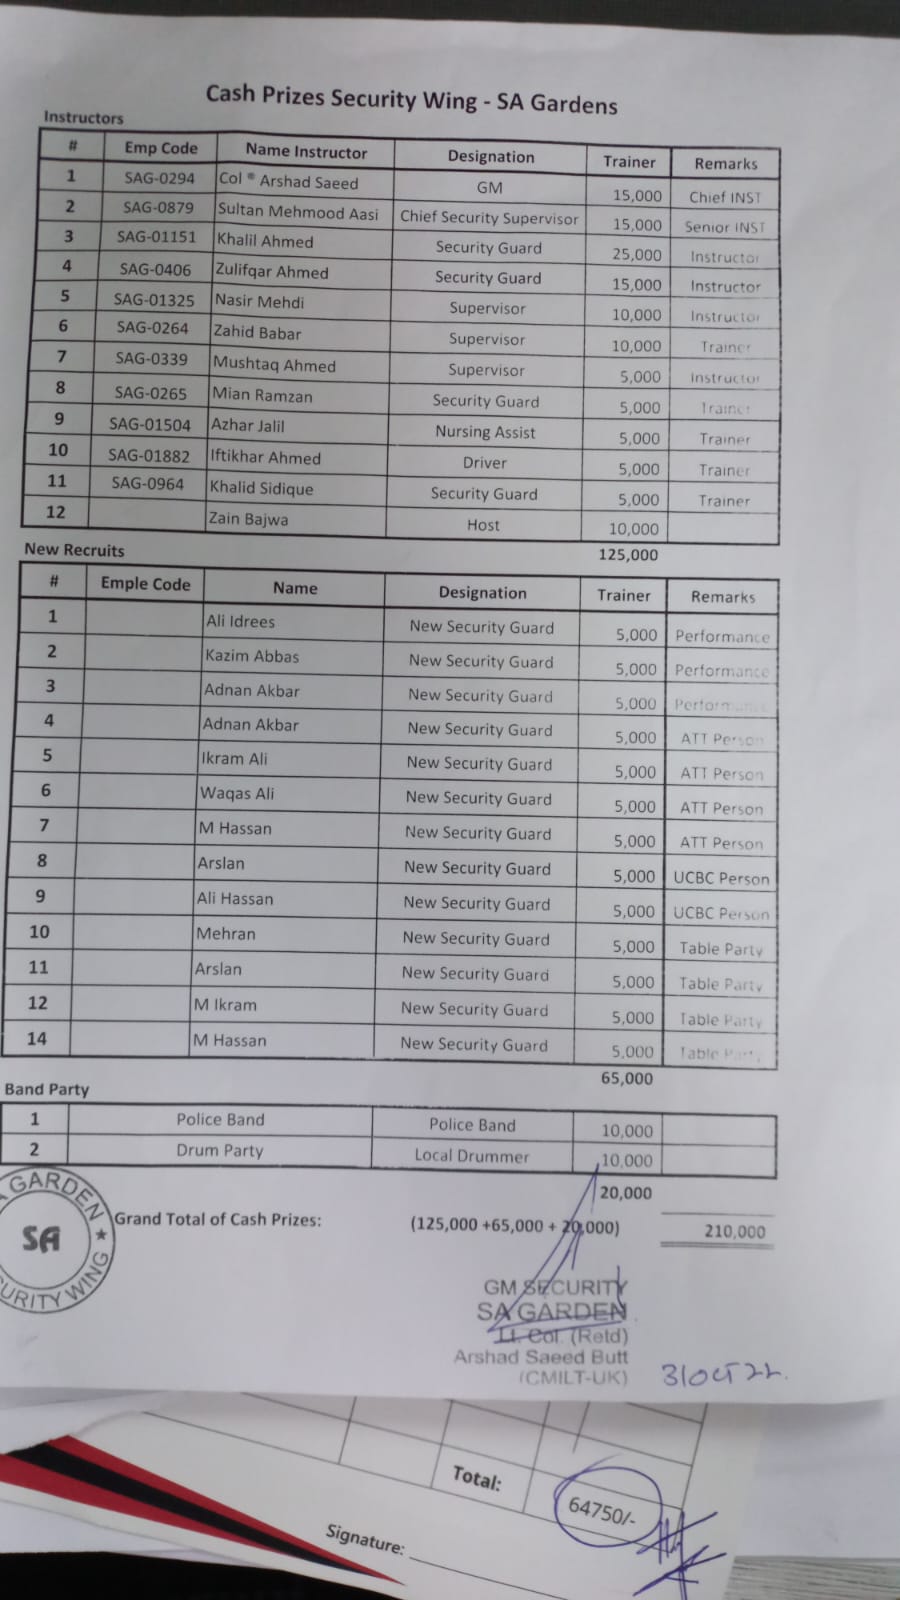 Cash Prizes Security Wing - SA Gardens
Instructors
# Emp Code Name Instructor Designation Trainer Remarks
1 SAG-0294 Col ® Arshad Saeed GM 15,000 Chief INST
2 SAG-0879 Sultan Mehmood Aasi Chief Security Supervisor 15,000 Senior INST
3 SAG-01151 Khalil Ahmed Security Guard 25,000 Instructor
4 SAG-0406 Zulifqar Ahmed Security Guard 15,000 Instructor
5 SAG-01325 Nasir Mehdi Supervisor 10,000 Instructor
6 SAG-0264 Zahid Babar Supervisor 10,000 Trainer
7 SAG-0339 Mushtaq Ahmed Supervisor 5,000 Instructor
8 SAG-0265 Mian Ramzan Security Guard 5,000 Trainer
9 SAG-01504 Azhar Jalil Nursing Assist 5,000 Trainer
10 SAG-01882 Iftikhar Ahmed Driver 5,000 Trainer
11 SAG-0964 Khalid Sidique Security Guard 5,000 Trainer
12 Zain Bajwa Host 10,000
125,000
New Recruits
# Emple Code Name Designation Trainer Remarks
1 Ali Idrees New Security Guard 5,000 Performance
2 Kazim Abbas New Security Guard 5,000 Performance
3 Adnan Akbar New Security Guard 5,000 Performance
4 Adnan Akbar New Security Guard 5,000 ATT Person
5 Ikram Ali New Security Guard 5,000 ATT Person
6 Waqas Ali New Security Guard 5,000 ATT Person
7 M Hassan New Security Guard 5,000 ATT Person
8 Arslan New Security Guard 5,000 UCBC Person
9 Ali Hassan New Security Guard 5,000 UCBC Person
10 Mehran New Security Guard 5,000 Table Party
11 Arslan New Security Guard 5,000 Table Party
12 M Ikram New Security Guard 5,000 Table Party
14 M Hassan New Security Guard 5,000 Table Party
65,000
Band Party
1 Police Band Police Band 10,000
2 Drum Party Local Drummer 10,000
20,000
GARDEN ★
SA
WING
Grand Total of Cash Prizes: (125,000 +65,000 + 20,000) 210,000
GM SECURITY
SA GARDEN
Lt. Col. (Retd)
Arshad Saeed Butt
(CMILT-UK)
31 Oct 22.
Total: 64750/-
Signature: